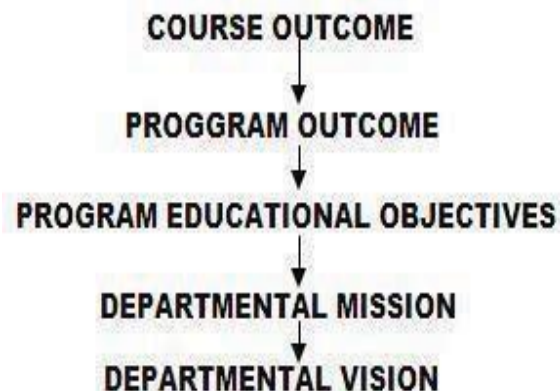 COURSE OUTCOME
PROGGRAM OUTCOME
PROGRAM EDUCATIONAL OBJECTIVES
DEPARTMENTAL MISSION
DEPARTMENTAL VISION